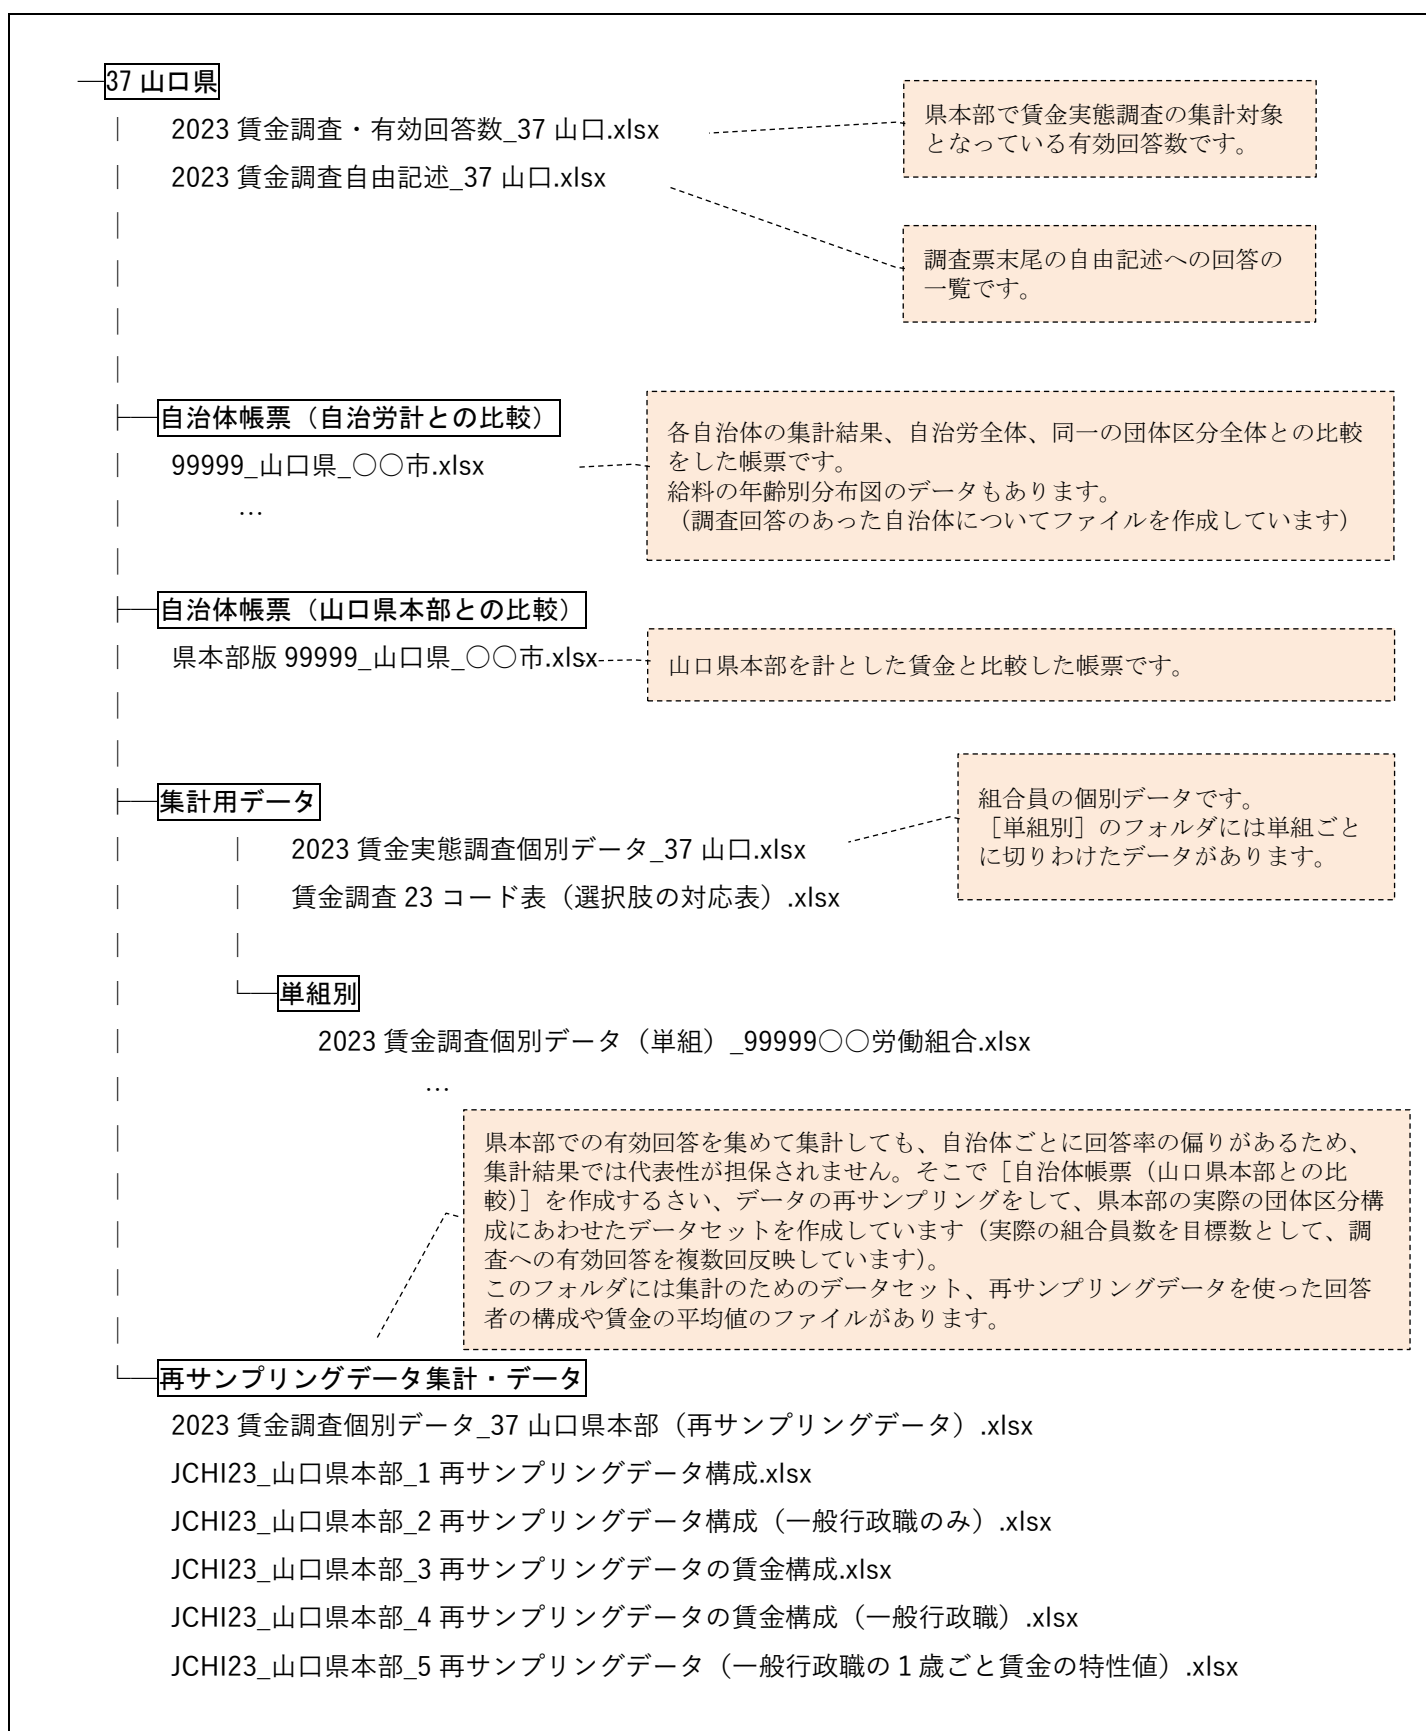 37 山口県
2023 賃金調査・有効回答数_37 山口.xlsx
県本部で賃金実態調査の集計対象
となっている有効回答数です。
2023 賃金調査自由記述_37 山口.xlsx
調査票末尾の自由記述への回答の
一覧です。
自治体帳票（自治労計との比較）
99999_山口県_○○市.xlsx
…
各自治体の集計結果、自治労全体、同一の団体区分全体との比較
をした帳票です。
給料の年齢別分布図のデータもあります。
（調査回答のあった自治体についてファイルを作成しています）
自治体帳票（山口県本部との比較）
県本部版 99999_山口県_○○市.xlsx
山口県本部を計とした賃金と比較した帳票です。
集計用データ
2023 賃金実態調査個別データ_37 山口.xlsx
賃金調査 23 コード表（選択肢の対応表）.xlsx
組合員の個別データです。
［単組別］のフォルダには単組ごと
に切りわけたデータがあります。
単組別
2023 賃金調査個別データ（単組）_99999○○労働組合.xlsx
…
県本部での有効回答を集めて集計しても、自治体ごとに回答率の偏りがあるため、
集計結果では代表性が担保されません。そこで［自治体帳票（山口県本部との比
較)］を作成するさい、データの再サンプリングをして、県本部の実際の団体区分構
成にあわせたデータセットを作成しています（実際の組合員数を目標数として、調
査への有効回答を複数回反映しています)。
このフォルダには集計のためのデータセット、再サンプリングデータを使った回答
者の構成や賃金の平均値のファイルがあります。
再サンプリングデータ集計・データ
2023 賃金調査個別データ_37 山口県本部（再サンプリングデータ）.xlsx
JCHI23_山口県本部_1 再サンプリングデータ構成.xlsx
JCHI23_山口県本部_2 再サンプリングデータ構成（一般行政職のみ）.xlsx
JCHI23_山口県本部_3 再サンプリングデータの賃金構成.xlsx
JCHI23_山口県本部_4 再サンプリングデータの賃金構成（一般行政職）.xlsx
JCHI23_山口県本部_5 再サンプリングデータ（一般行政職の１歳ごと賃金の特性値）.xlsx